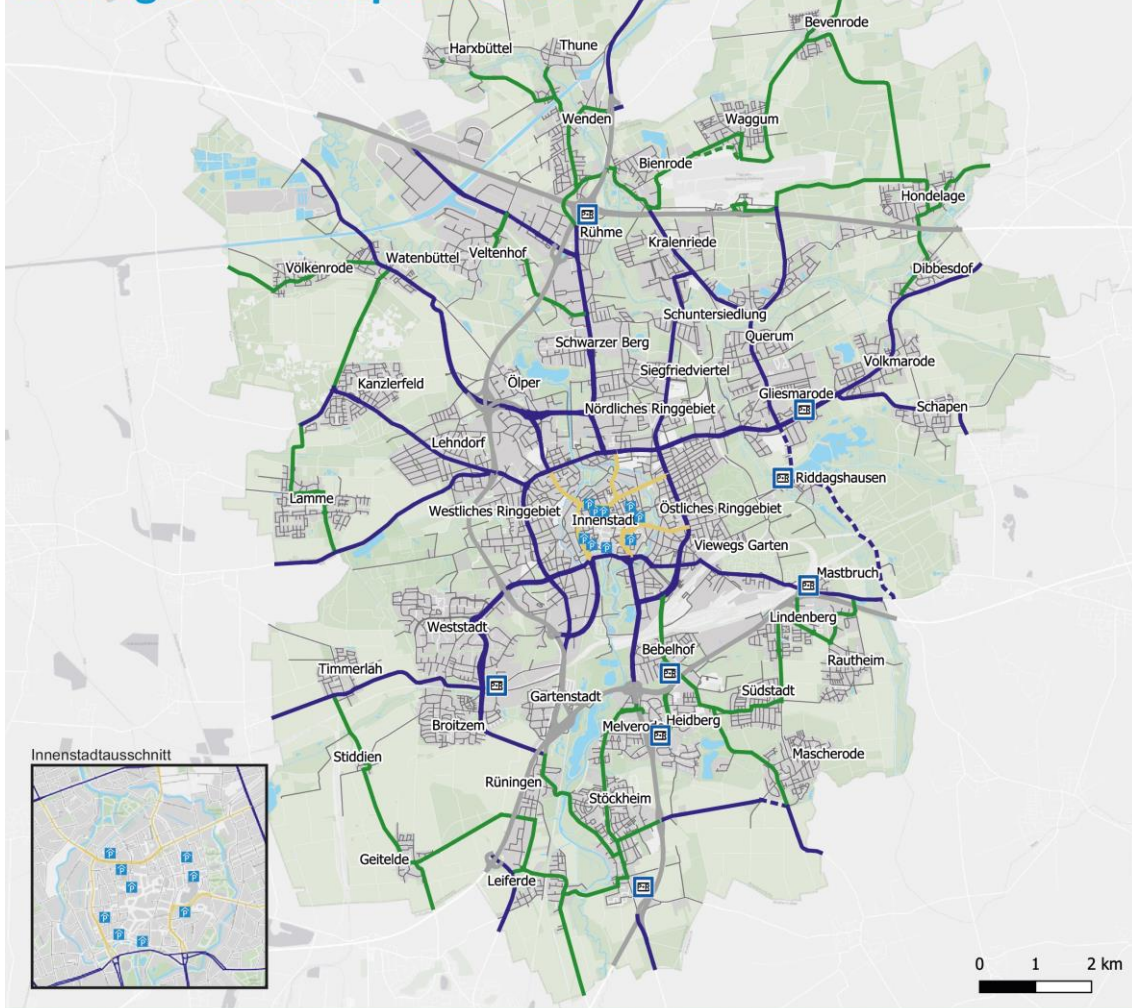 Bevenrode
Harxbüttel
Thune
Wenden
Waggum
Bienrode
Hondelage
Rühme
Kralenriede
Veltenhof
Watenbüttel
Völkenrode
Dibbesdof
Schuntersiedlung
Querum
Schwarzer Berg
Volkmarode
Siegfriedviertel
Kanzlerfeld
Ölper
Gliesmarode
Schapen
Nördliches Ringgebiet
Lehndorf
Riddagshausen
Lamme
Westliches Ringgebiet
Innenstadt
Östliches Ringgebiet
Viewegs Garten
Mastbruch
Lindenberg
Weststadt
Bebelhof
Rautheim
Timmerlah
Gartenstadt
Südstadt
Broitzem
Melverode
Heidberg
Mascherode
Innenstadtausschnitt
Stiddien
Rüningen
Stöckheim
Geitelde
Leiferde
0 1 2 km